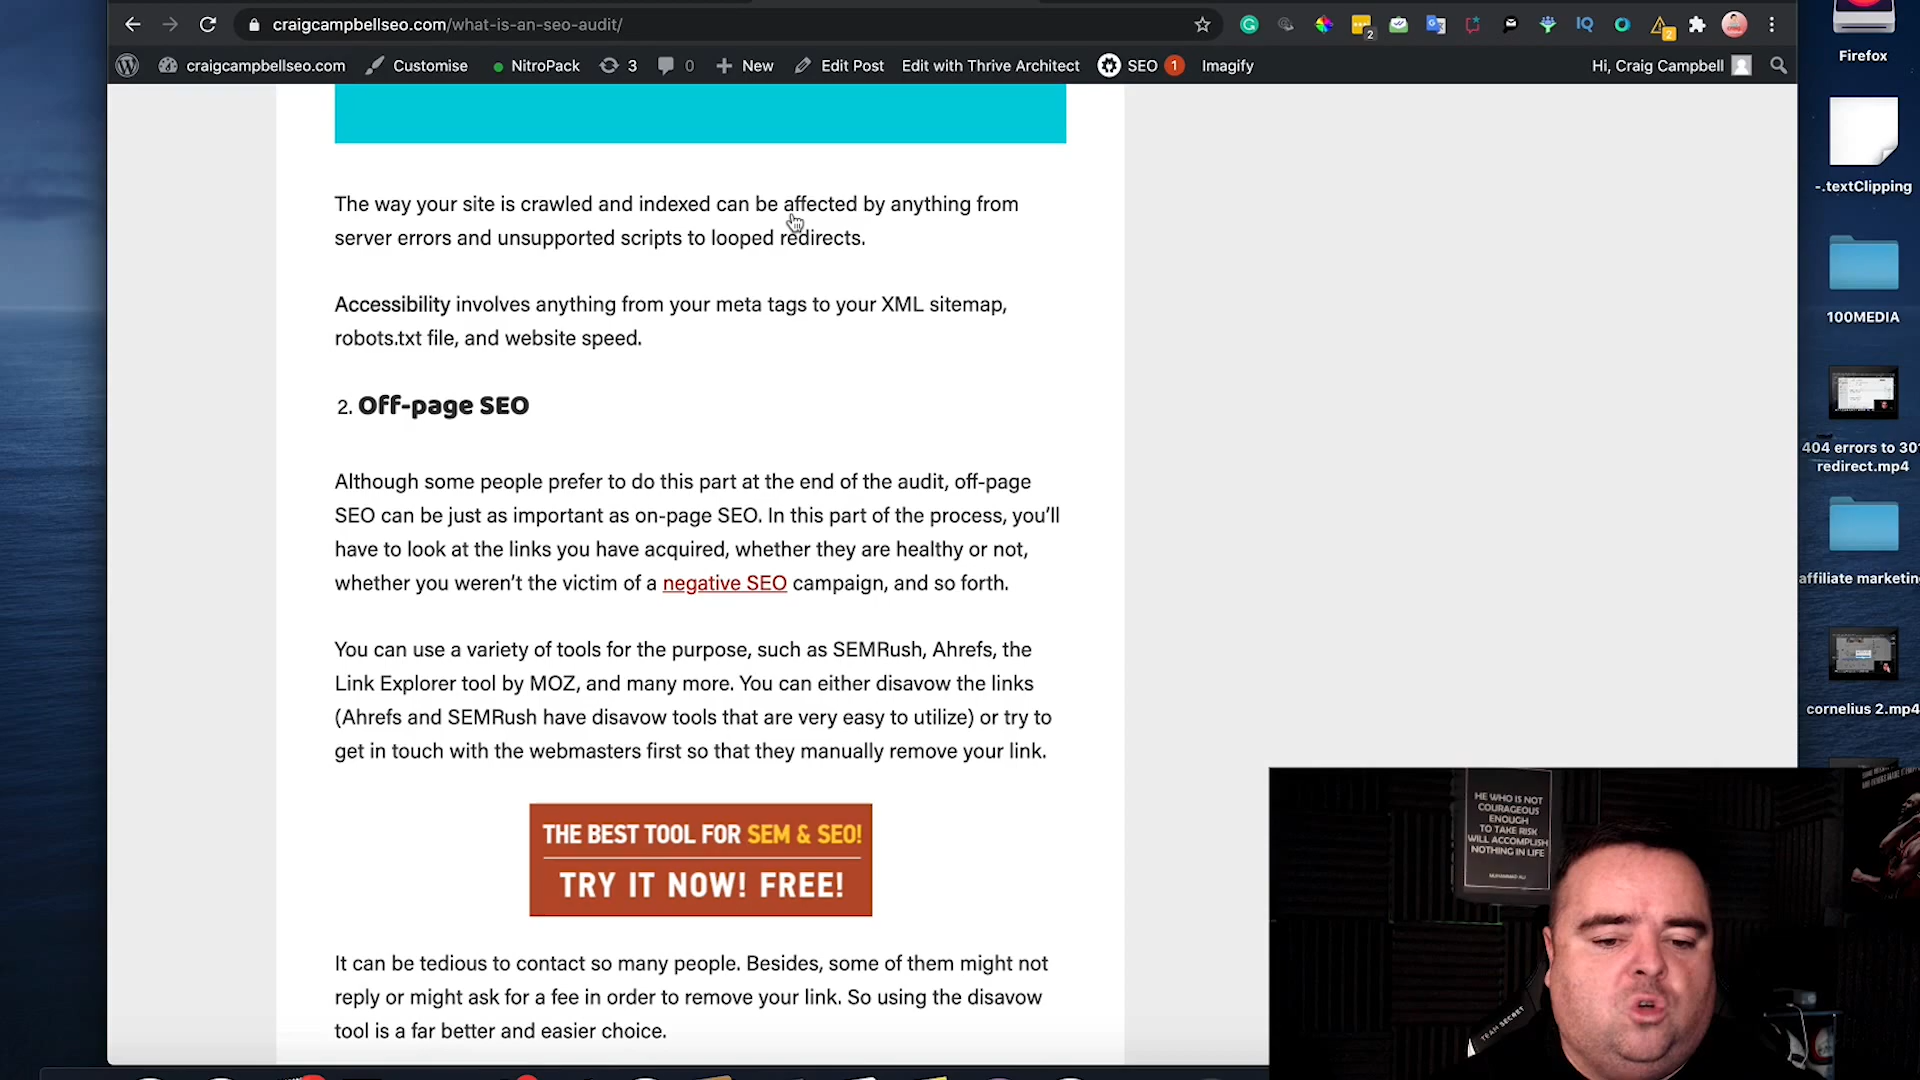 craigcampbellseo.com/what-is-an-seo-audit/
2
2
craigcampbellseo.com Customise NitroPack 3 0 New Edit Post Edit with Thrive Architect SEO 1 Imagify Hi, Craig Campbell
The way your site is crawled and indexed can be affected by anything from
server errors and unsupported scripts to looped redirects.
Accessibility involves anything from your meta tags to your XML sitemap,
robots.txt file, and website speed.
2. Off-page SEO
Although some people prefer to do this part at the end of the audit, off-page
SEO can be just as important as on-page SEO. In this part of the process, you’ll
have to look at the links you have acquired, whether they are healthy or not,
whether you weren’t the victim of a negative SEO campaign, and so forth.
You can use a variety of tools for the purpose, such as SEMRush, Ahrefs, the
Link Explorer tool by MOZ, and many more. You can either disavow the links
(Ahrefs and SEMRush have disavow tools that are very easy to utilize) or try to
get in touch with the webmasters first so that they manually remove your link.
THE BEST TOOL FOR SEM & SEO!
TRY IT NOW! FREE!
It can be tedious to contact so many people. Besides, some of them might not
reply or might ask for a fee in order to remove your link. So using the disavow
tool is a far better and easier choice.
Firefox
-.textClipping
100MEDIA
404 errors to 301
redirect.mp4
affiliate marketing
cornelius 2.mp4
HE WHO IS NOT
COURAGEOUS
ENOUGH
TO TAKE RISK
WILL ACCOMPLISH
NOTHING IN LIFE
MUHAMMAD ALI
TEAM SECRET